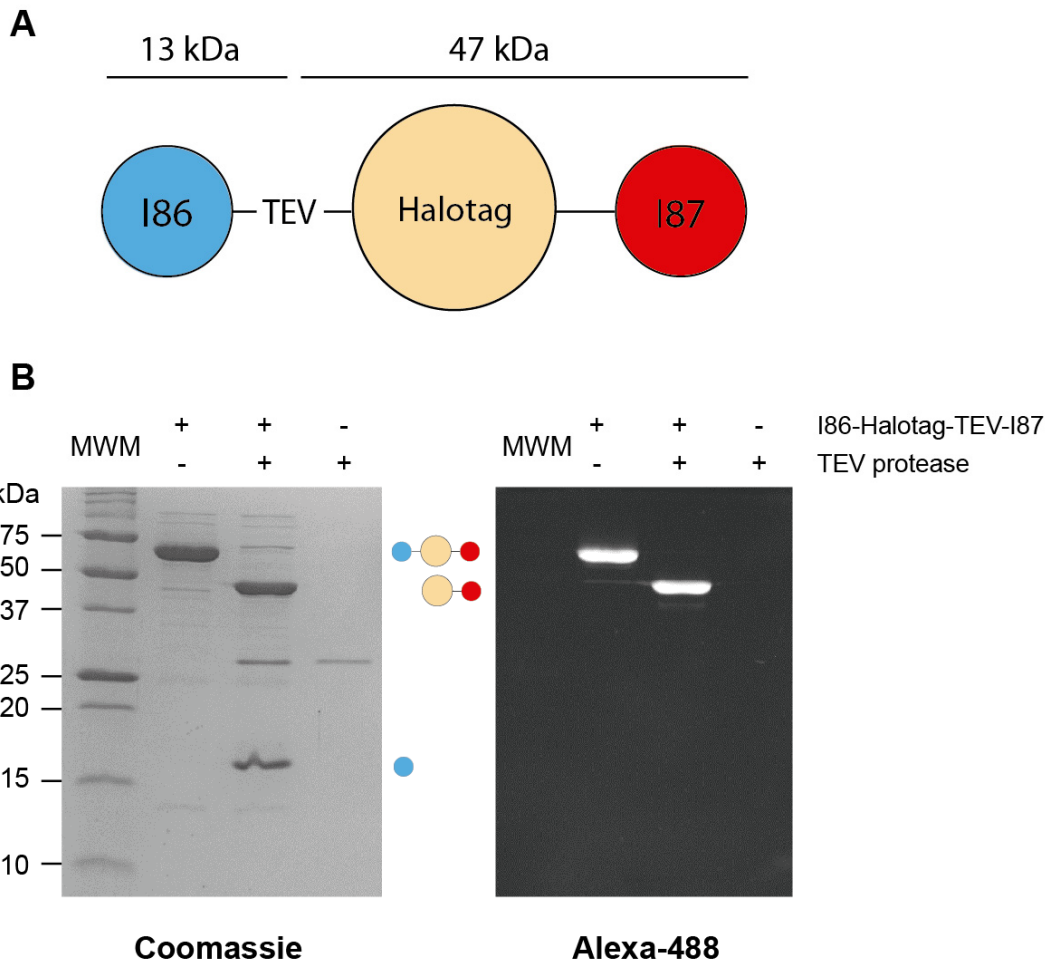 A
13 kDa 47 kDa
I86 TEV Halotag I87
B
+ + - + + - I86-Halotag-TEV-I87
MWM MWM
- + + - + + TEV protease
kDa
75
50
37
25
20
15
10
Coomassie Alexa-488